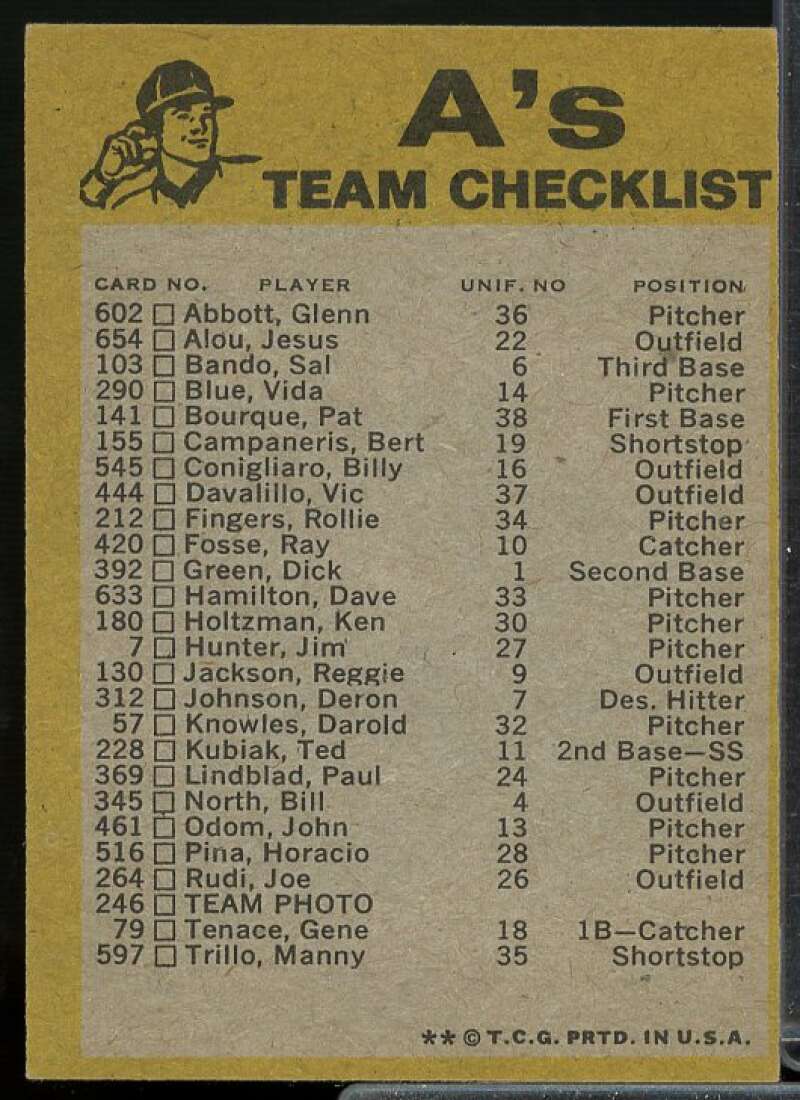 A's
TEAM CHECKLIST
CARD NO. PLAYER UNIF. NO POSITION
602 □ Abbott, Glenn 36 Pitcher
654 □ Alou, Jesus 22 Outfield
103 □ Bando, Sal 6 Third Base
290 □ Blue, Vida 14 Pitcher
141 □ Bourque, Pat 38 First Base
155 □ Campaneris, Bert 19 Shortstop
545 □ Conigliaro, Billy 16 Outfield
444 □ Davalillo, Vic 37 Outfield
212 □ Fingers, Rollie 34 Pitcher
420 □ Fosse, Ray 10 Catcher
392 □ Green, Dick 1 Second Base
633 □ Hamilton, Dave 33 Pitcher
180 □ Holtzman, Ken 30 Pitcher
7 □ Hunter, Jim 27 Pitcher
130 □ Jackson, Reggie 9 Outfield
312 □ Johnson, Deron 7 Des. Hitter
57 □ Knowles, Darold 32 Pitcher
228 □ Kubiak, Ted 11 2nd Base—SS
369 □ Lindblad, Paul 24 Pitcher
345 □ North, Bill 4 Outfield
461 □ Odom, John 13 Pitcher
516 □ Pina, Horacio 28 Pitcher
264 □ Rudi, Joe 26 Outfield
246 □ TEAM PHOTO
79 □ Tenace, Gene 18 1B—Catcher
597 □ Trillo, Manny 35 Shortstop
** © T.C.G. PRTD. IN U.S.A.